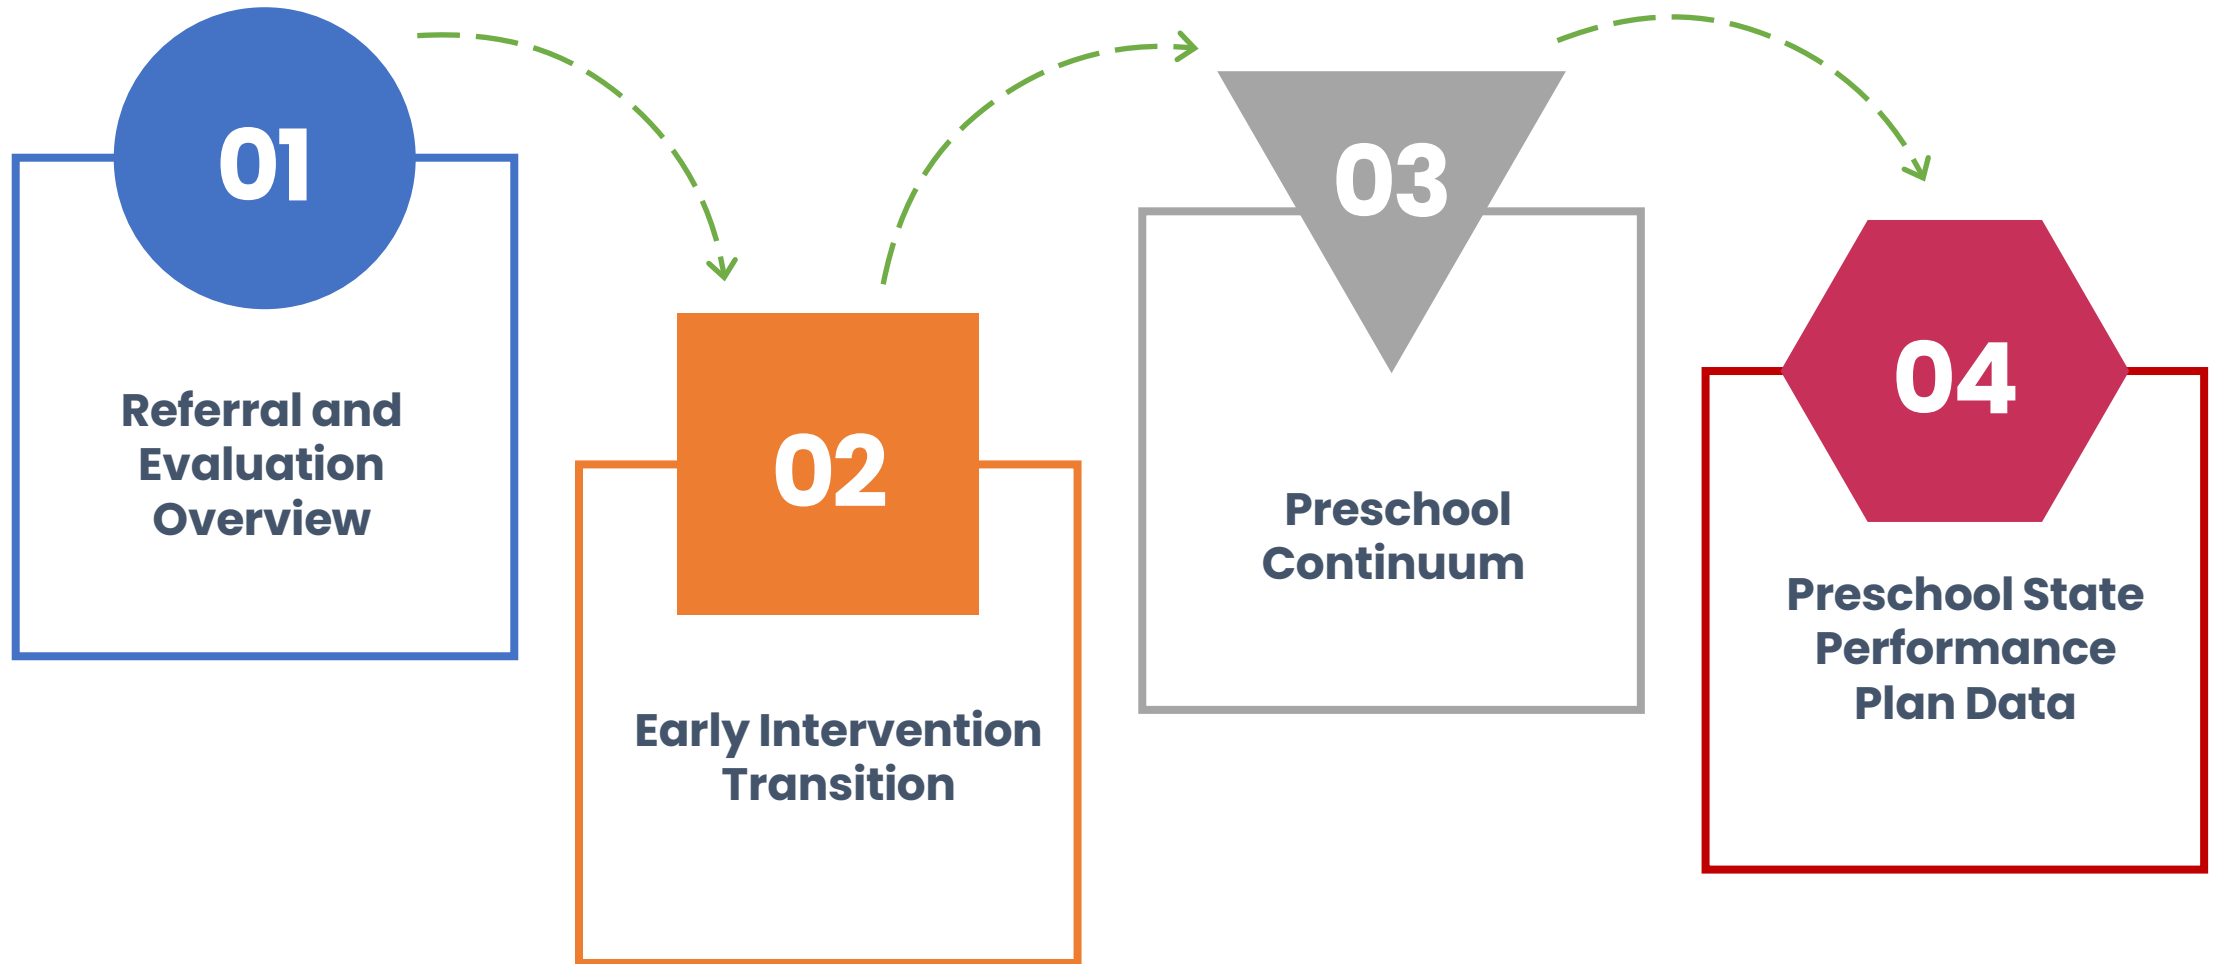 01
Referral and
Evaluation
Overview
02
Early Intervention
Transition
03
Preschool
Continuum
04
Preschool State
Performance
Plan Data